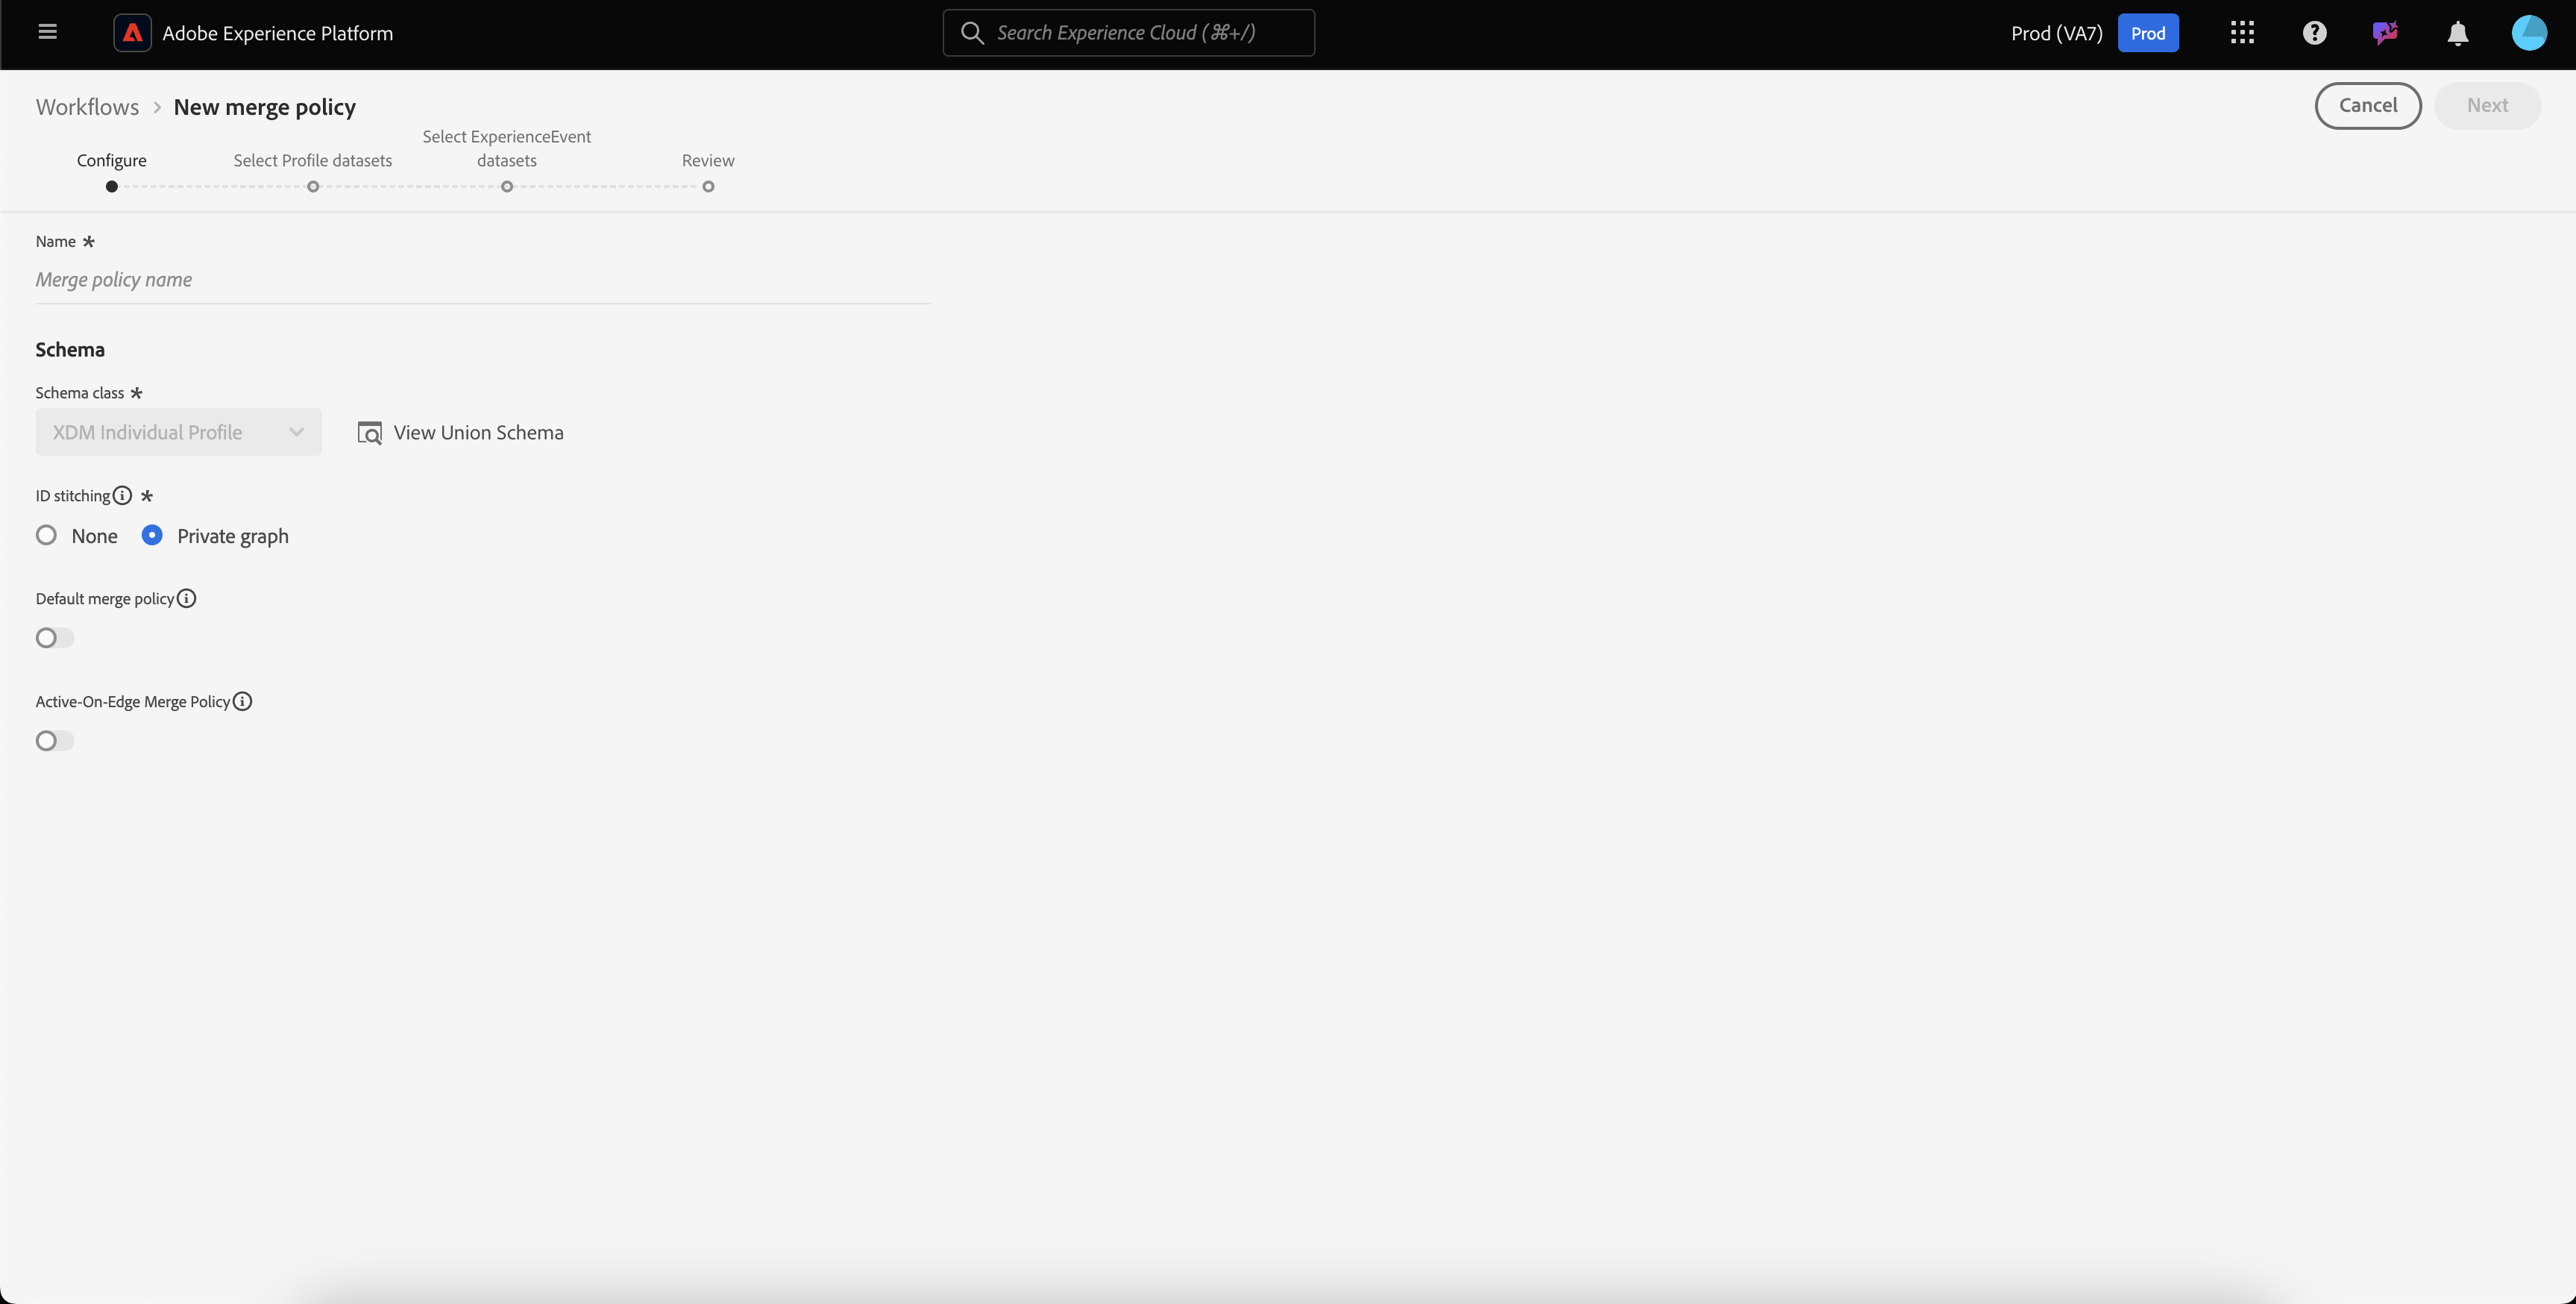 Adobe Experience Platform
Search Experience Cloud (⌘+/)
Prod (VA7)
Prod
Workflows > New merge policy
Cancel
Next
Configure
Select Profile datasets
Select ExperienceEvent
datasets
Review
Name *
Merge policy name
Schema
Schema class *
XDM Individual Profile
View Union Schema
ID stitching *
None
Private graph
Default merge policy
Active-On-Edge Merge Policy